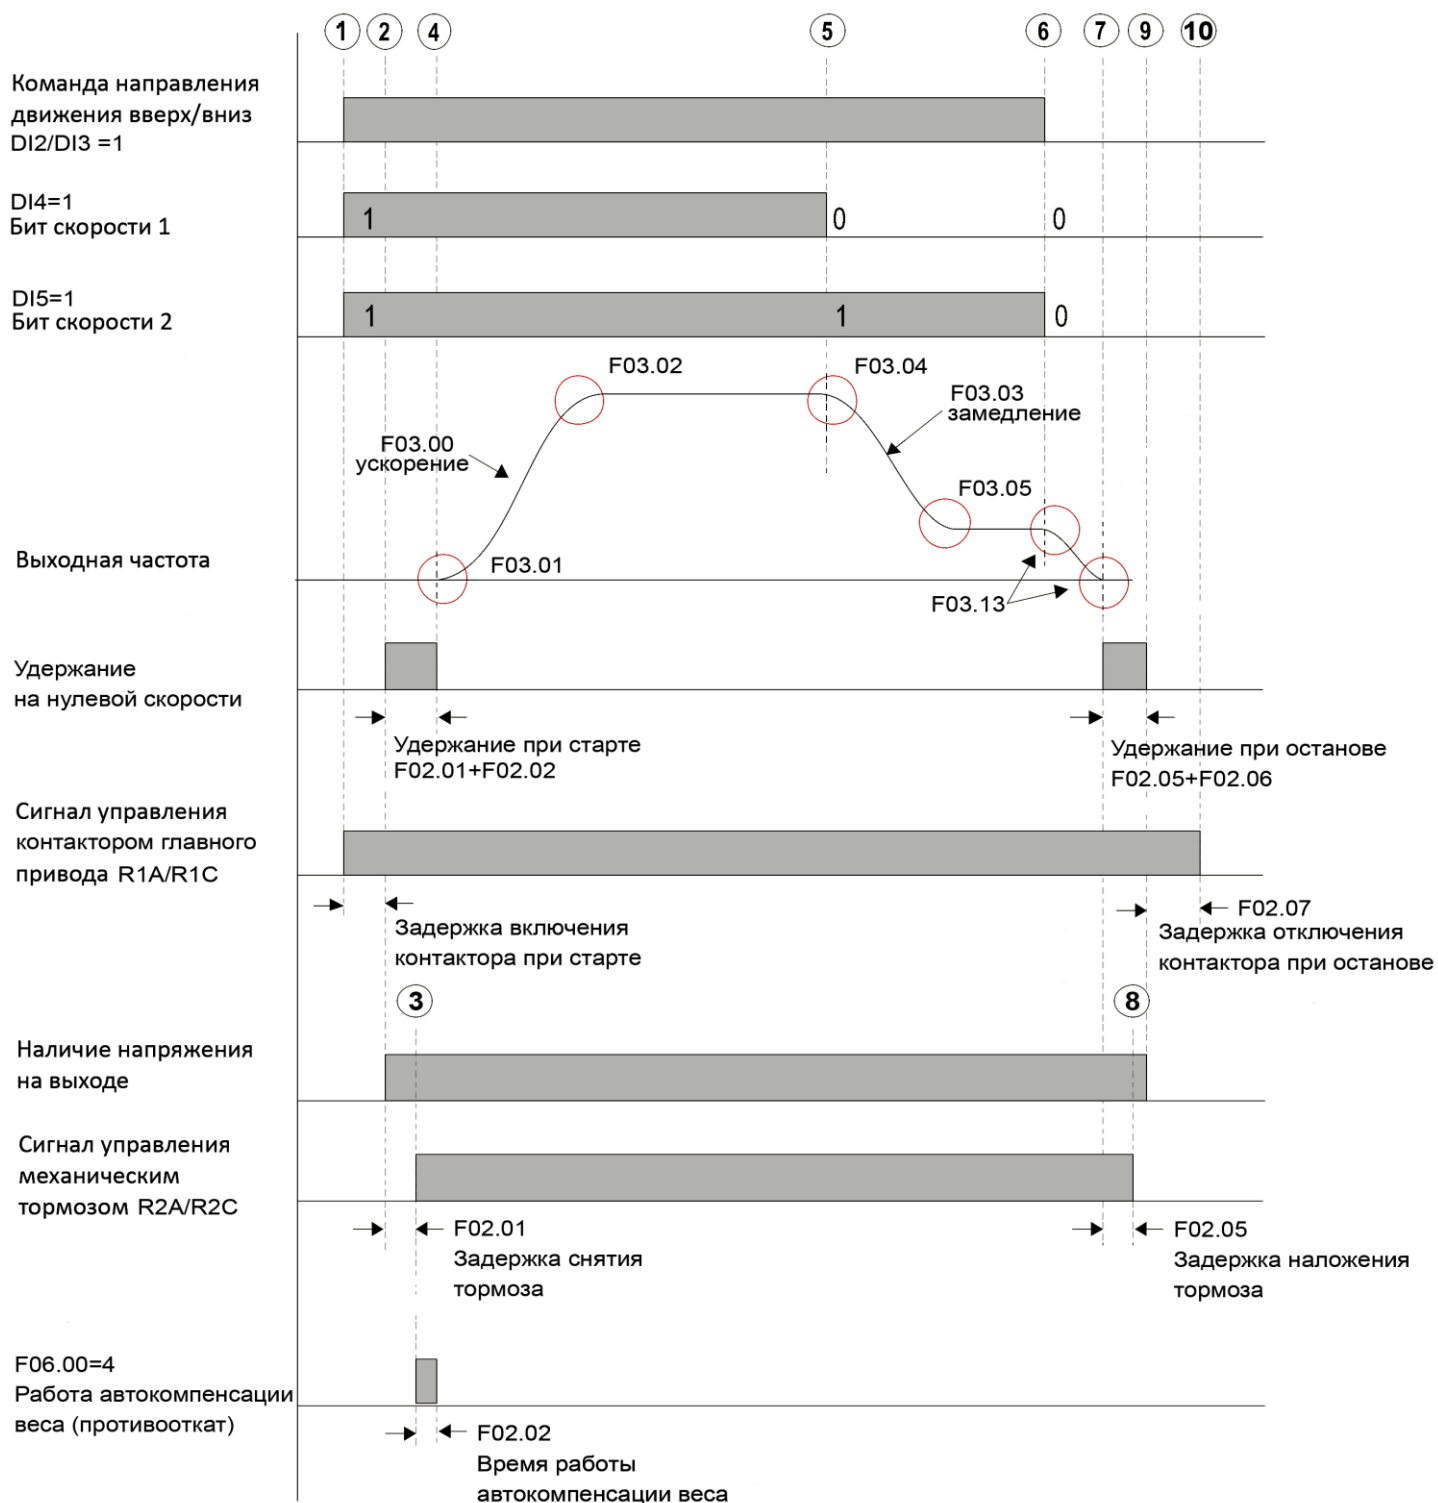 1 2 4 5 6 7 9 10
Команда направления
движения вверх/вниз
DI2/DI3 =1
DI4=1
Бит скорости 1
1 0 0
DI5=1
Бит скорости 2
1 1 0
F03.02
F03.04
F03.03
замедление
F03.00
ускорение
F03.05
Выходная частота
F03.01
F03.13
Удержание
на нулевой скорости
Удержание при старте
F02.01+F02.02
Удержание при останове
F02.05+F02.06
Сигнал управления
контактором главного
привода R1A/R1C
Задержка включения
контактора при старте
F02.07
Задержка отключения
контактора при останове
3 8
Наличие напряжения
на выходе
Сигнал управления
механическим
тормозом R2A/R2C
F02.01
Задержка снятия
тормоза
F02.05
Задержка наложения
тормоза
F06.00=4
Работа автокомпенсации
веса (противооткат)
F02.02
Время работы
автокомпенсации веса